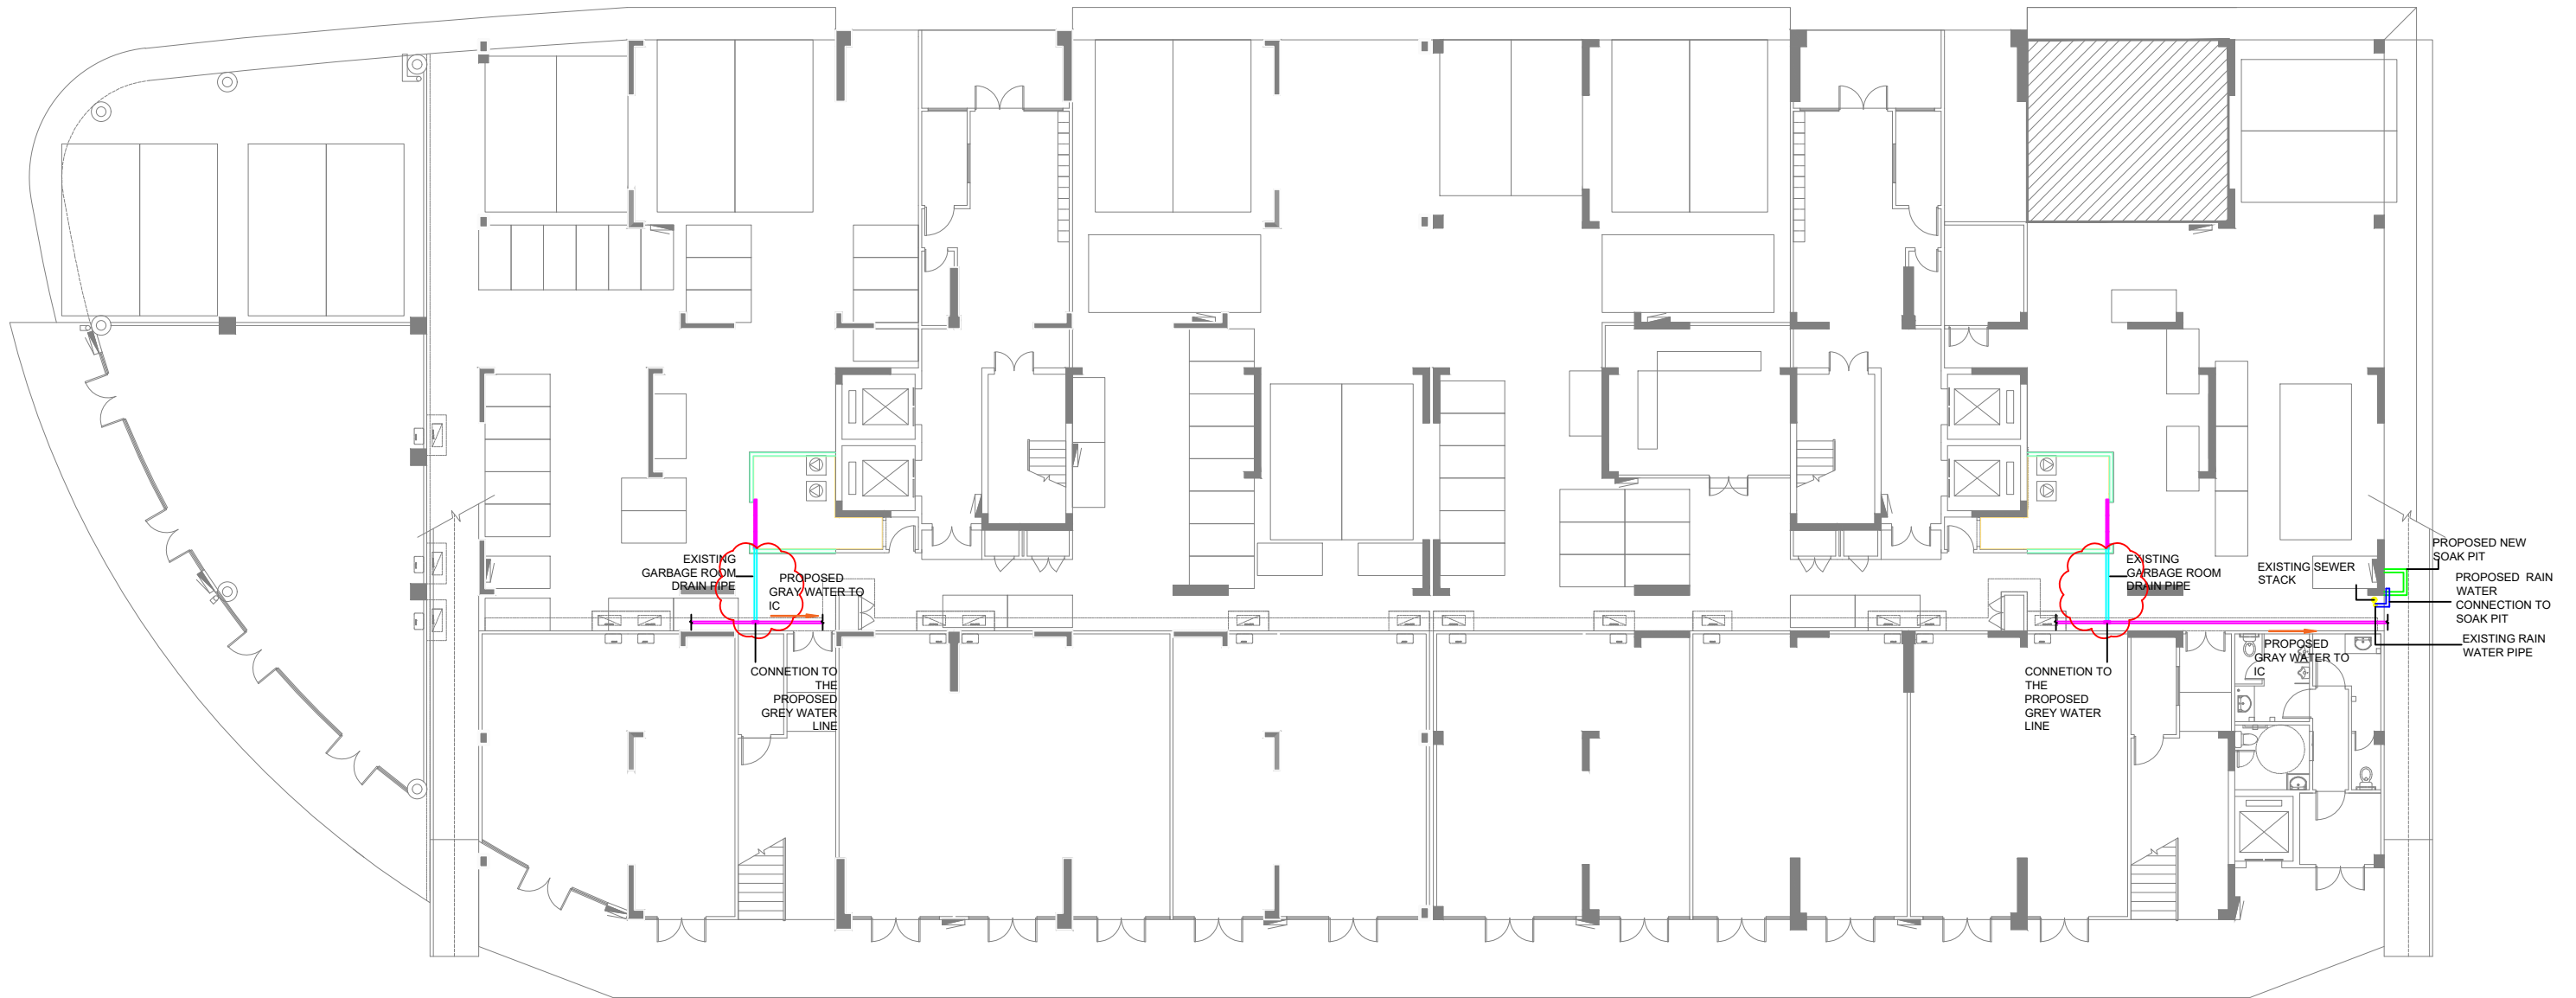 EXISTING
GARBAGE ROOM
DRAIN PIPE
PROPOSED
GRAY WATER TO
IC
CONNETION TO
THE
PROPOSED
GREY WATER
LINE
EXISTING
GARBAGE ROOM
DRAIN PIPE
CONNETION TO
THE
PROPOSED
GREY WATER
LINE
PROPOSED
GRAY WATER TO
IC
EXISTING SEWER
STACK
PROPOSED NEW
SOAK PIT
PROPOSED RAIN
WATER
CONNECTION TO
SOAK PIT
EXISTING RAIN
WATER PIPE